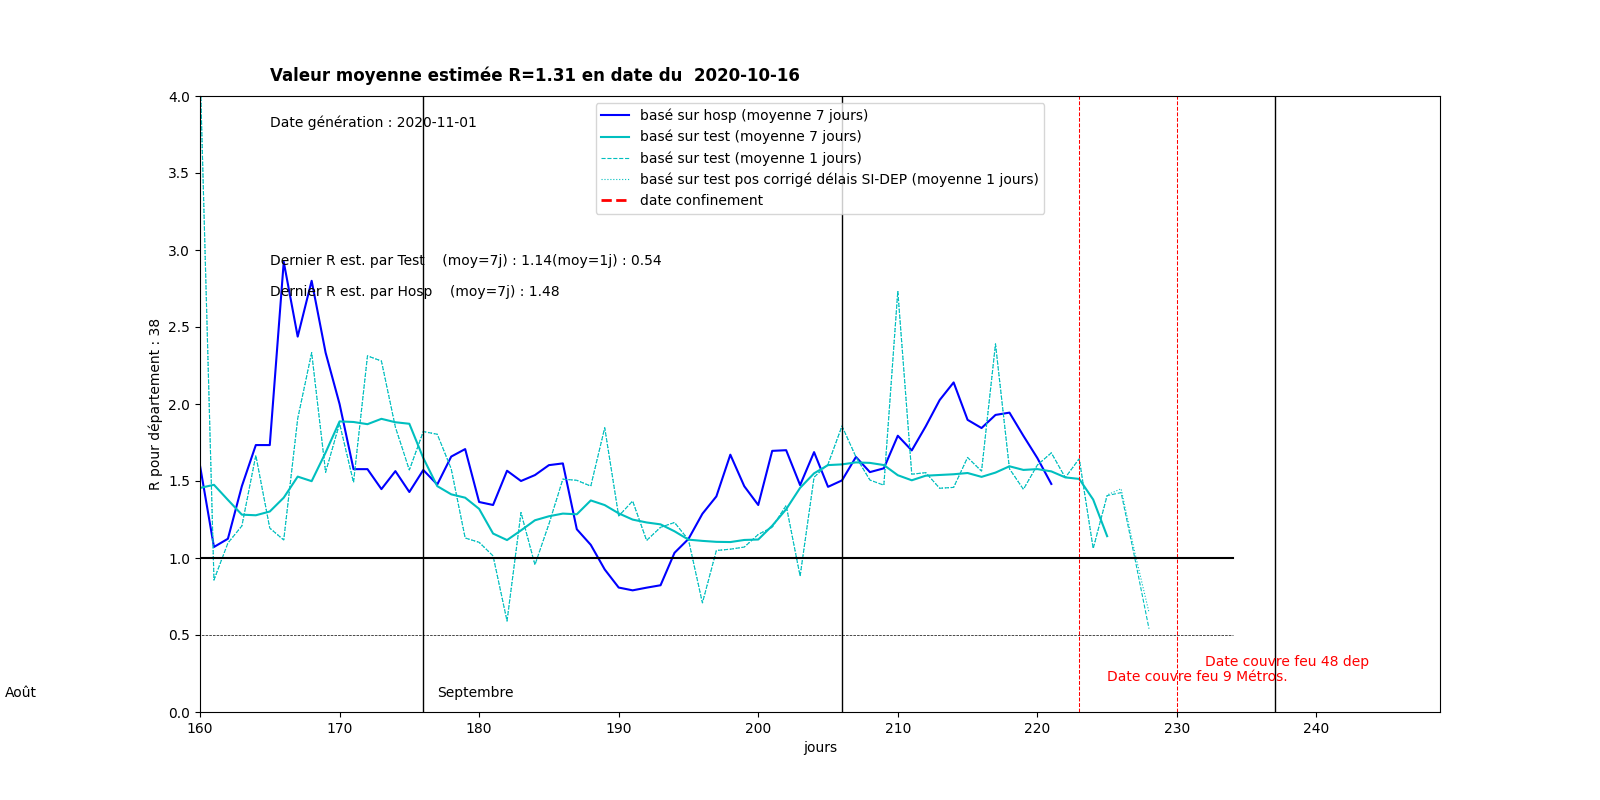 Valeur moyenne estimée R=1.31 en date du  2020-10-16
Date génération : 2020-11-01
basé sur hosp (moyenne 7 jours)
basé sur test (moyenne 7 jours)
basé sur test (moyenne 1 jours)
basé sur test pos corrigé délais SI-DEP (moyenne 1 jours)
date confinement
Dernier R est. par Test    (moy=7j) : 1.14(moy=1j) : 0.54
Dernier R est. par Hosp    (moy=7j) : 1.48
R pour département : 38
4.0
3.5
3.0
2.5
2.0
1.5
1.0
0.5
0.0
Date couvre feu 48 dep
Date couvre feu 9 Métros.
Août
Septembre
160 170 180 190 200 210 220 230 240
jours